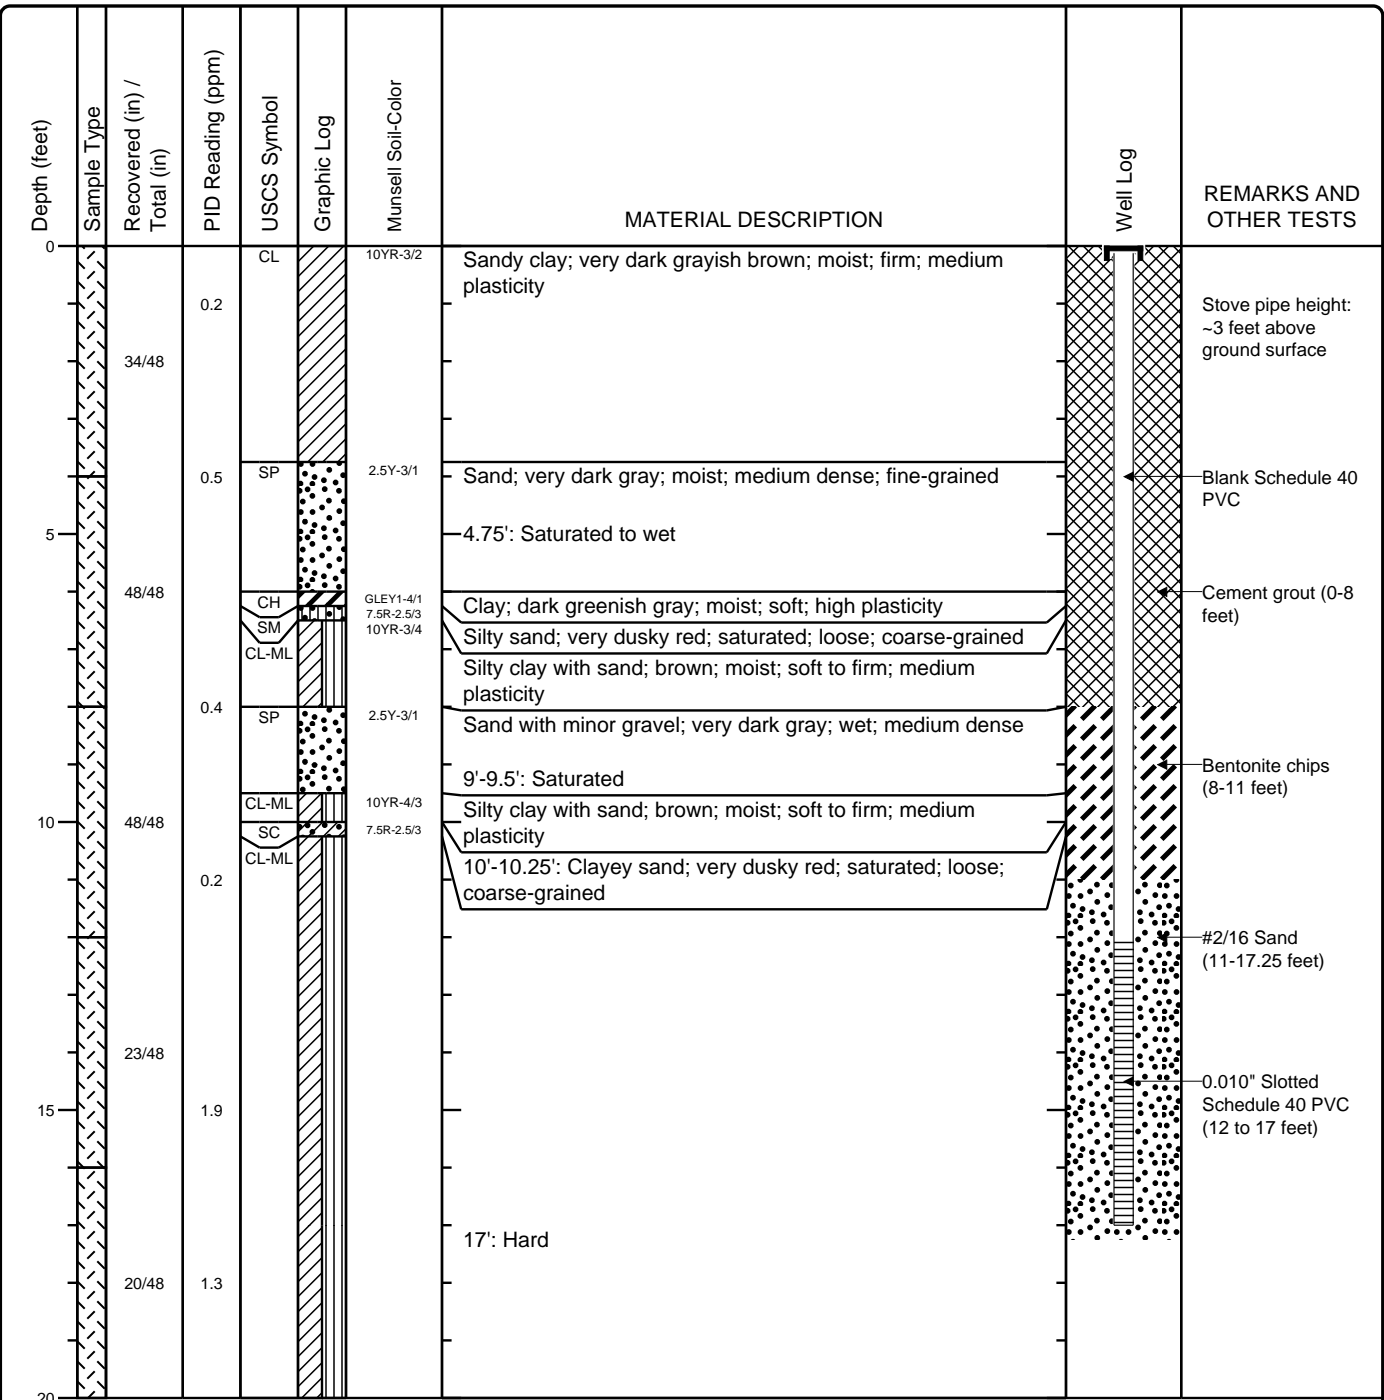 Depth (feet)
Sample Type
Recovered (in) /
Total (in)
PID Reading (ppm)
USCS Symbol
Graphic Log
Munsell Soil-Color
MATERIAL DESCRIPTION
Well Log
REMARKS AND
OTHER TESTS
0
CL
10YR-3/2
Sandy clay; very dark grayish brown; moist; firm; medium
plasticity
0.2
Stove pipe height:
~3 feet above
ground surface
34/48
0.5
SP
2.5Y-3/1
Sand; very dark gray; moist; medium dense; fine-grained
Blank Schedule 40
PVC
5
4.75': Saturated to wet
48/48
CH
GLEY1-4/1
Clay; dark greenish gray; moist; soft; high plasticity
Cement grout (0-8
feet)
SM
7.5R-2.5/3
Silty sand; very dusky red; saturated; loose; coarse-grained
CL-ML
10YR-3/4
Silty clay with sand; brown; moist; soft to firm; medium
plasticity
0.4
SP
2.5Y-3/1
Sand with minor gravel; very dark gray; wet; medium dense
9'-9.5': Saturated
Bentonite chips
(8-11 feet)
CL-ML
10YR-4/3
Silty clay with sand; brown; moist; soft to firm; medium
plasticity
10
48/48
SC
7.5R-2.5/3
CL-ML
10'-10.25': Clayey sand; very dusky red; saturated; loose;
coarse-grained
0.2
#2/16 Sand
(11-17.25 feet)
23/48
0.010" Slotted
Schedule 40 PVC
(12 to 17 feet)
15
1.9
17': Hard
20/48
1.3
20